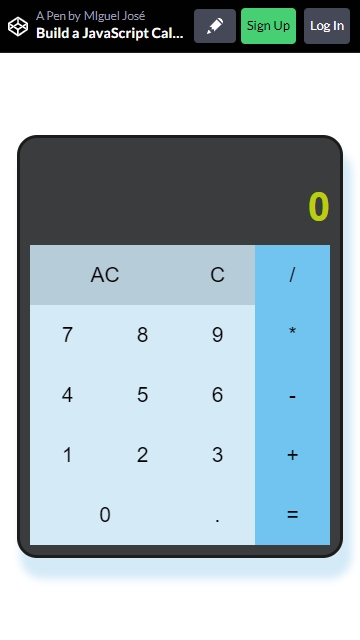 A Pen by MIguel José
Build a JavaScript Cal...
Sign Up
Log In
0
AC C /
7 8 9 *
4 5 6 -
1 2 3 +
0 . =